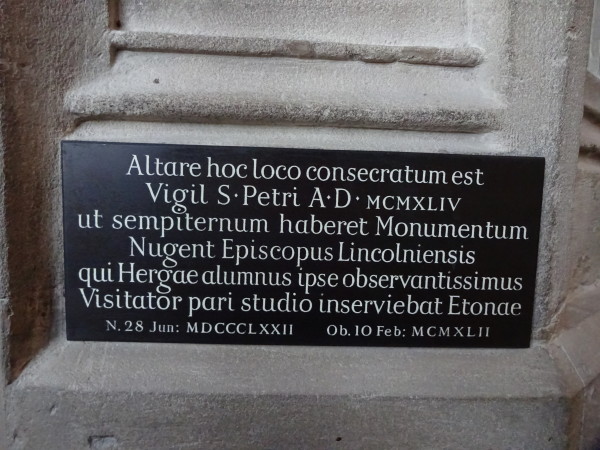 Altare hoc loco consecratum est
Vigil S·Petri A·D· MCMXLIV
ut sempiternum haberet Monumentum
Nugent Episcopus Lincolniensis
qui Hergae alumnus ipse observantissimus
Visitator pari studio inserviebat Etonae
N. 28 Jun: MDCCCLXXII Ob. 10 Feb: MCMXLII